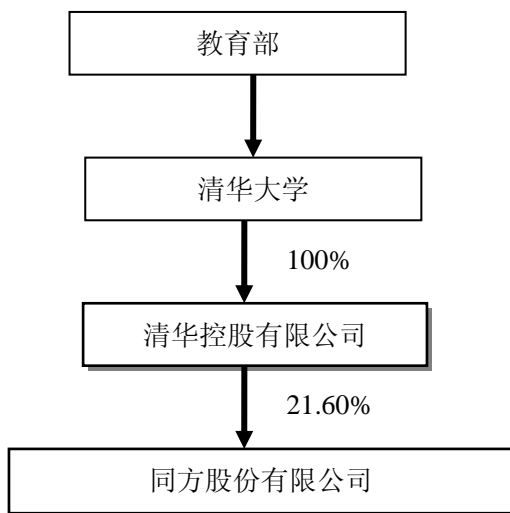 教育部
清华大学
100%
清华控股有限公司
21.60%
同方股份有限公司